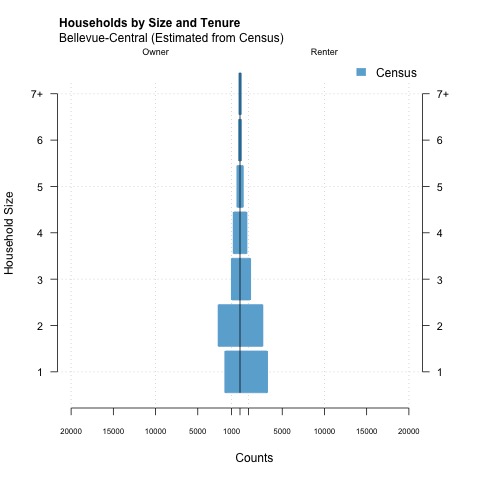 Households by Size and Tenure
Bellevue-Central (Estimated from Census)
Owner Renter
Census
7+ 7+
6 6
5 5
4 4
3 3
2 2
1 1
Household Size
20000 15000 10000 5000 1000 5000 10000 15000 20000
Counts